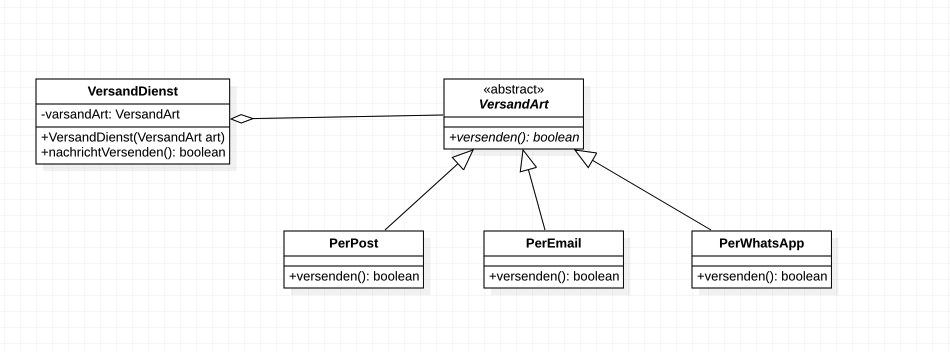 VersandDienst
-varsandArt: VersandArt
+VersandDienst(VersandArt art)
+nachrichtVersenden(): boolean
«abstract»
VersandArt
+versenden(): boolean
PerPost
+versenden(): boolean
PerEmail
+versenden(): boolean
PerWhatsApp
+versenden(): boolean